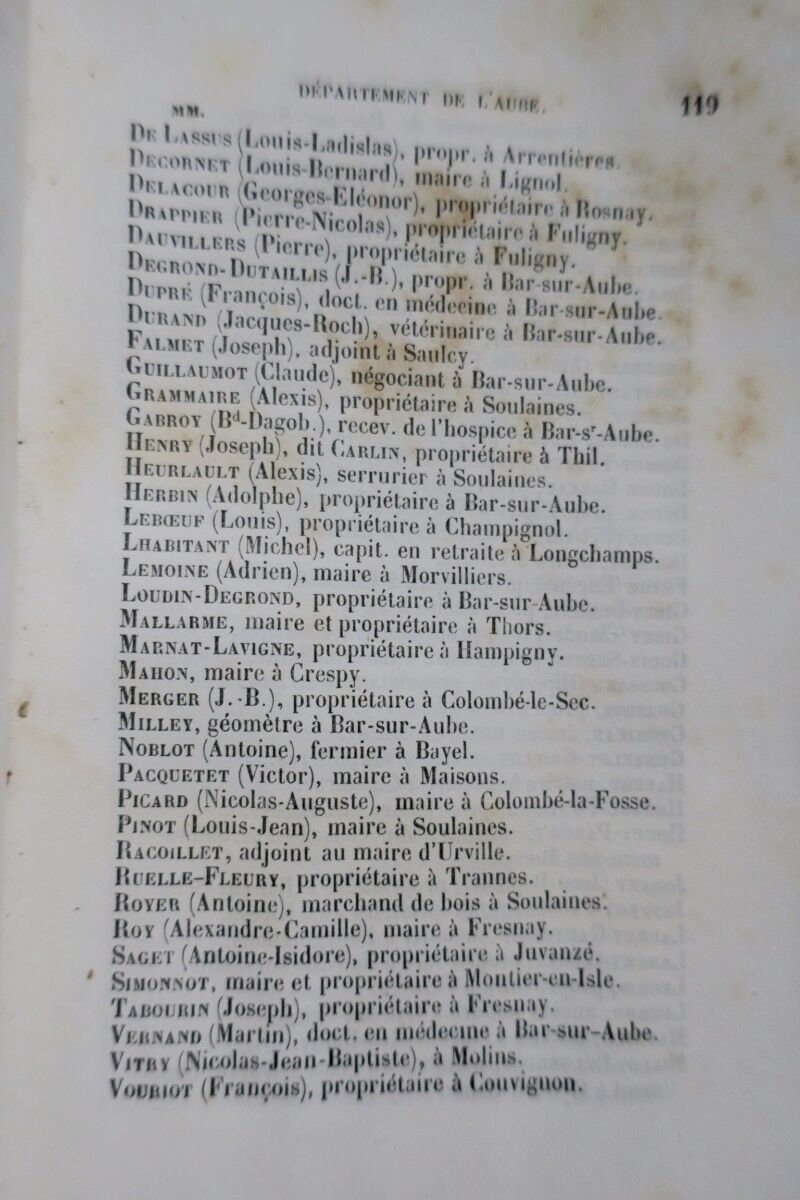 DÉPARTEMENT DE L'AUBE. 119
MM.
DE LASSUS (Louis-Ladislas), propr. à Arrentières.
DECORNET (Louis-Bernard), maire à Lignol.
DELACOUR (Georges-Eléonor), propriétaire à Rosnay.
DRAPPIER (Pierre-Nicolas), propriétaire à Fuligny.
DAUVILLERS (Pierre), propriétaire à Fuligny.
DEGROND-DUTAILLIS (J.-B.), propr. à Bar-sur-Aube.
DUPRÉ (François), doct. en médecine à Bar-sur-Aube.
DURAND (Jacques-Roch), vétérinaire à Bar-sur-Aube.
FALMET (Joseph), adjoint à Saulcy.
GUILLAUMOT (Claude), négociant à Bar-sur-Aube.
GRAMMAIRE (Alexis), propriétaire à Soulaines.
GABROY (Bd-Dagob.), recev. de l'hospice à Bar-sr-Aube.
HENRY (Joseph), dit CARLIN, propriétaire à Thil.
HEURLAULT (Alexis), serrurier à Soulaines.
HERBIN (Adolphe), propriétaire à Bar-sur-Aube.
LEBŒUF (Louis), propriétaire à Champignol.
LHABITANT (Michel), capit. en retraite à Longchamps.
LEMOINE (Adrien), maire à Morvilliers.
LOUDIN-DEGROND, propriétaire à Bar-sur-Aube.
MALLARME, maire et propriétaire à Thors.
MARNAT-LAVIGNE, propriétaire à Hampigny.
MAHON, maire à Crespy.
MERGER (J.-B.), propriétaire à Colombé-le-Sec.
MILLEY, géomètre à Bar-sur-Aube.
NOBLOT (Antoine), fermier à Bayel.
PACQUETET (Victor), maire à Maisons.
PICARD (Nicolas-Auguste), maire à Colombé-la-Fosse.
PINOT (Louis-Jean), maire à Soulaines.
RACOILLET, adjoint au maire d'Urville.
RUELLE-FLEURY, propriétaire à Trannes.
ROYER (Antoine), marchand de bois à Soulaines.
ROY (Alexandre-Camille), maire à Fresnay.
SAGET (Antoine-Isidore), propriétaire à Juvanzé.
SIMONNOT, maire et propriétaire à Moutier-en-Isle.
TABOURIN (Joseph), propriétaire à Fresnay.
VERNAND (Martin), doct. en médecine à Bar-sur-Aube.
VITRY (Nicolas-Jean-Baptiste), à Molins.
VOURIOT (François), propriétaire à Couvignon.